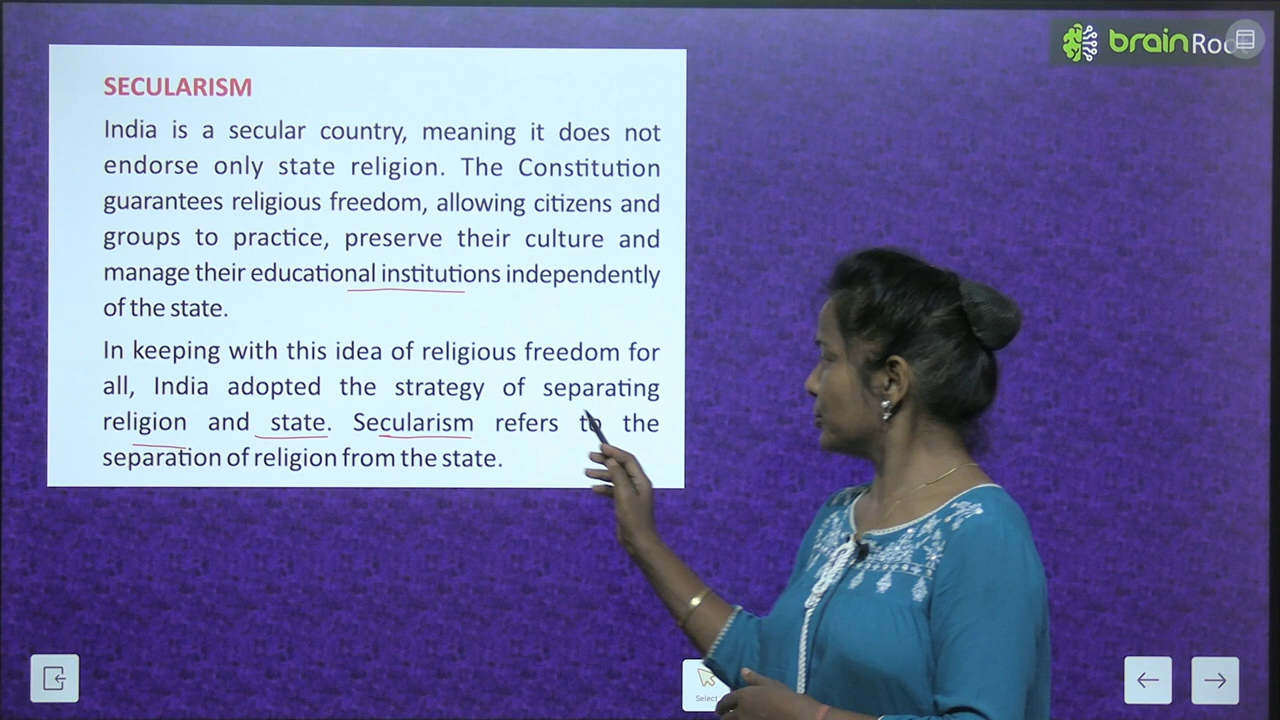 brainRoot
SECULARISM
India is a secular country, meaning it does not
endorse only state religion. The Constitution
guarantees religious freedom, allowing citizens and
groups to practice, preserve their culture and
manage their educational institutions independently
of the state.
In keeping with this idea of religious freedom for
all, India adopted the strategy of separating
religion and state. Secularism refers to the
separation of religion from the state.
Select